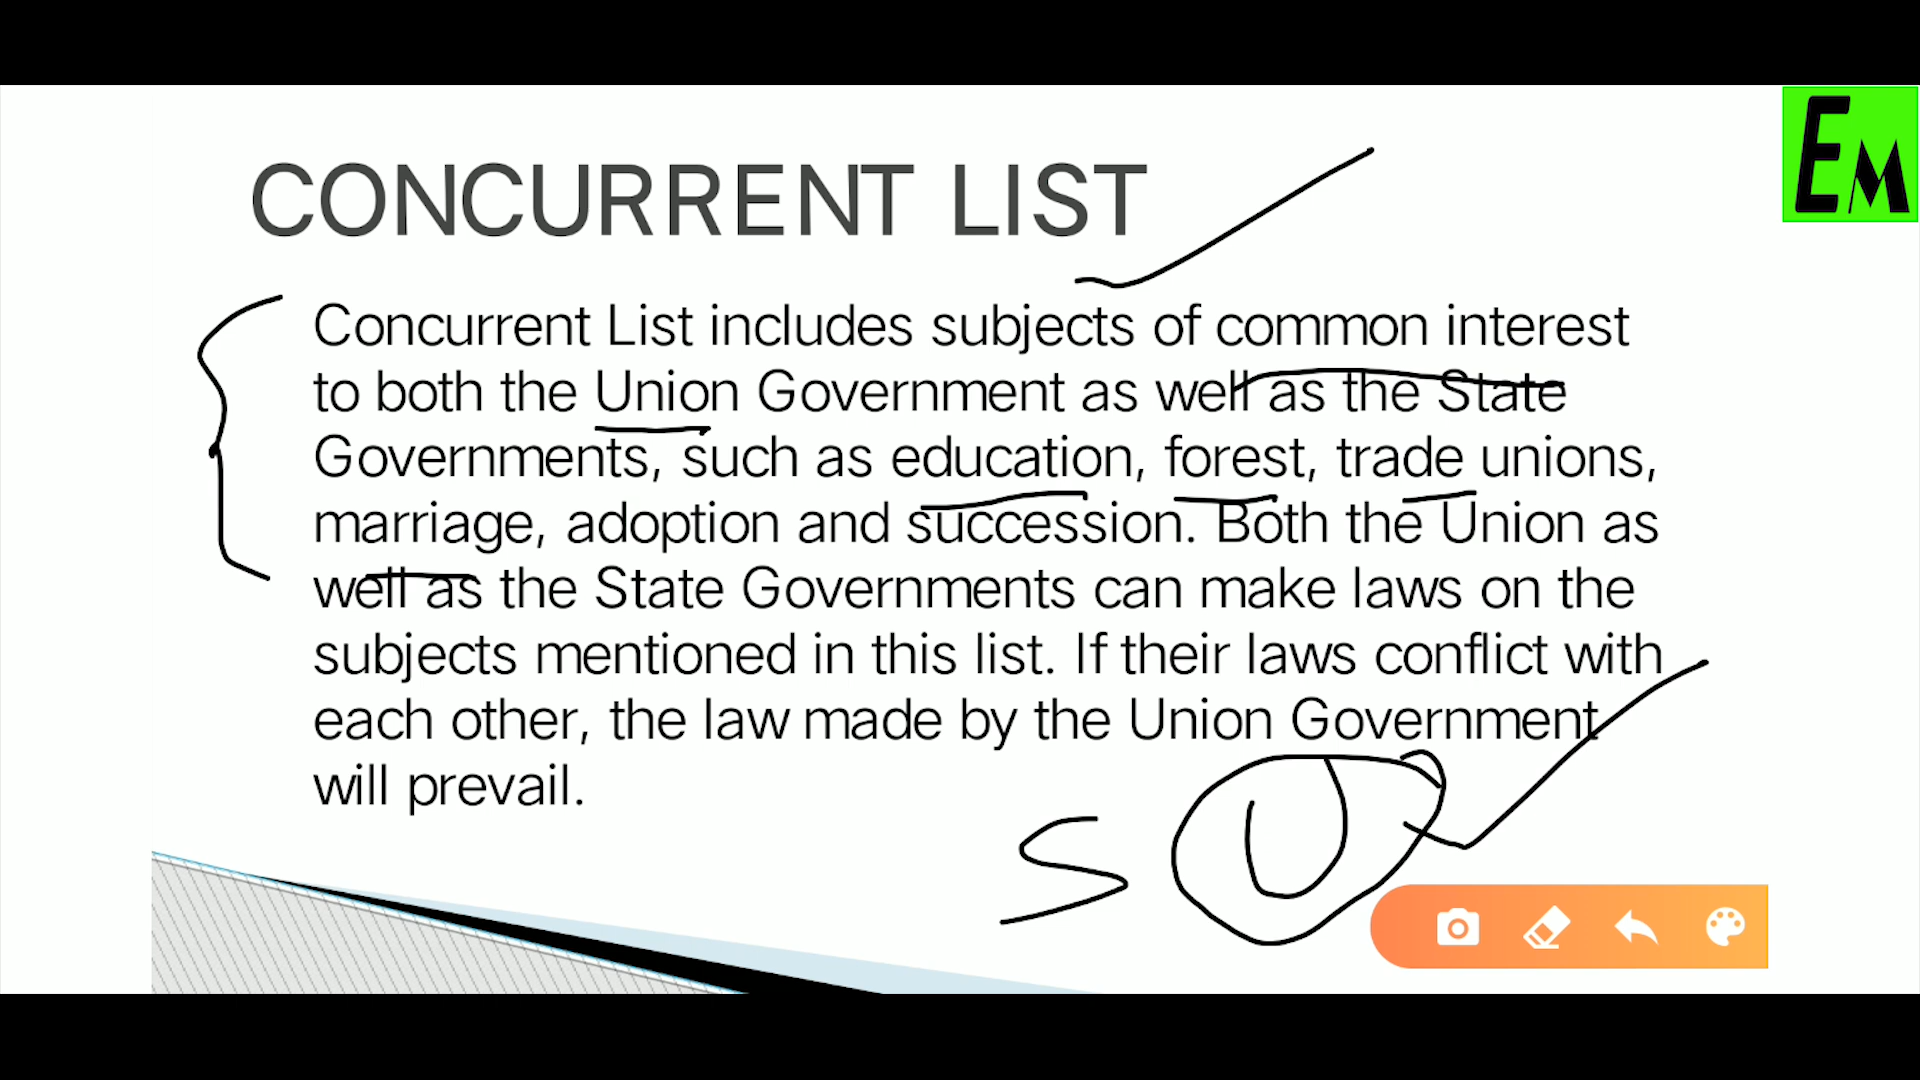 EM
CONCURRENT LIST
Concurrent List includes subjects of common interest
to both the Union Government as well as the State
Governments, such as education, forest, trade unions,
marriage, adoption and succession. Both the Union as
well as the State Governments can make laws on the
subjects mentioned in this list. If their laws conflict with
each other, the law made by the Union Government
will prevail.
S U